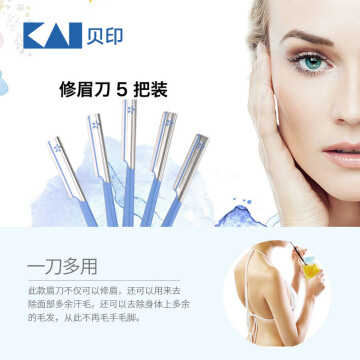 KAI 贝印
修眉刀 5 把装
一刀多用
此款眉刀不仅可以修眉，还可以用来去
除面部多余汗毛，还可以去除身体上多余
的毛发，从此不再毛手毛脚。